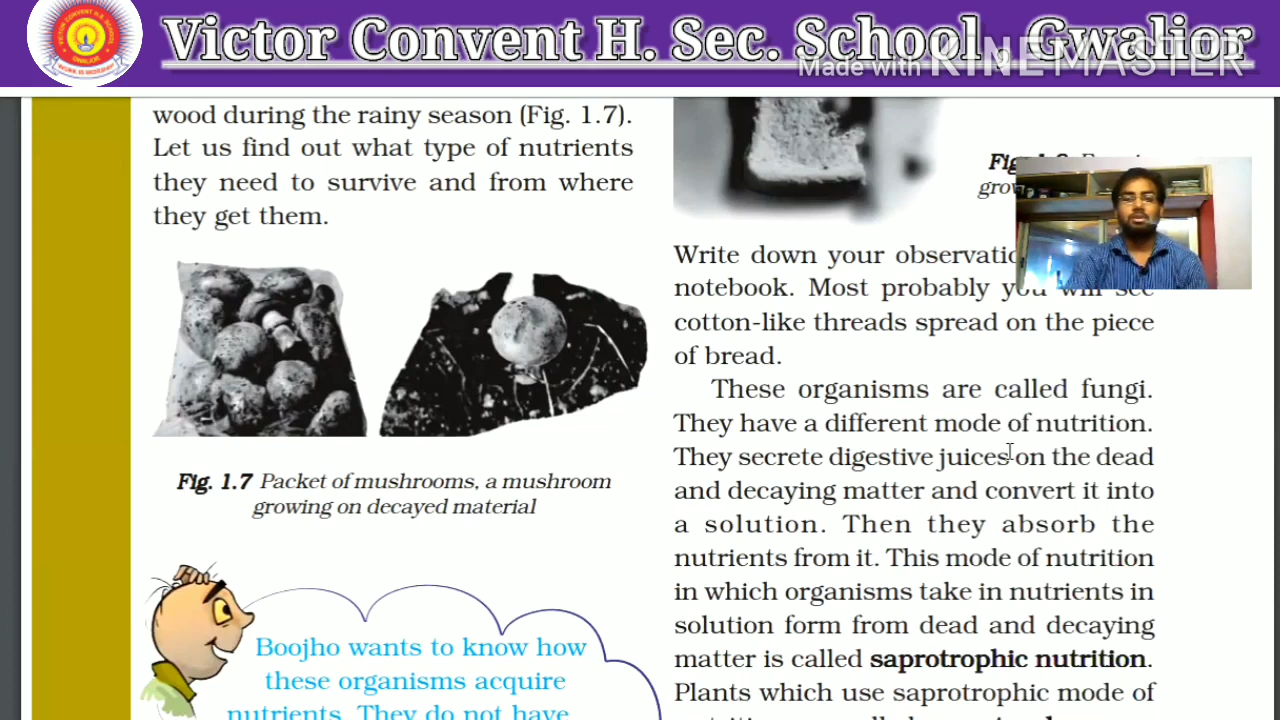 Victor Convent H. Sec. School, Gwalior
Made with KINEMASTER
wood during the rainy season (Fig. 1.7).
Let us find out what type of nutrients
they need to survive and from where
they get them.
Fig. 1.7 Packet of mushrooms, a mushroom
growing on decayed material
Boojho wants to know how
these organisms acquire
nutrients. They do not have
Write down your
notebook. Most probably you will see
cotton-like threads spread on the piece
of bread.
These organisms are called fungi.
They have a different mode of nutrition.
They secrete digestive juices on the dead
and decaying matter and convert it into
a solution. Then they absorb the
nutrients from it. This mode of nutrition
in which organisms take in nutrients in
solution form from dead and decaying
matter is called saprotrophic nutrition.
Plants which use saprotrophic mode of